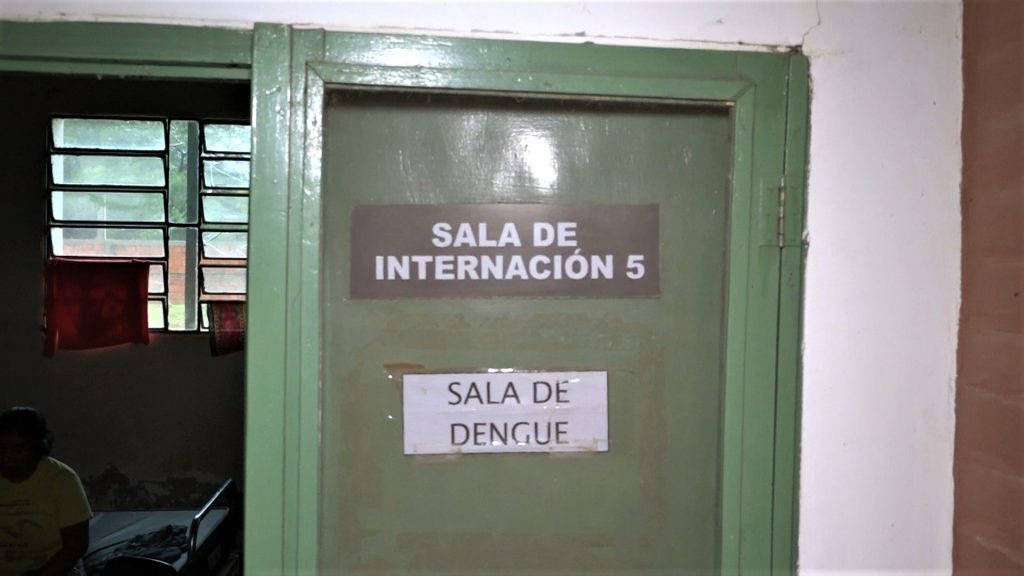 SALA DE
INTERNACIÓN 5
SALA DE
DENGUE